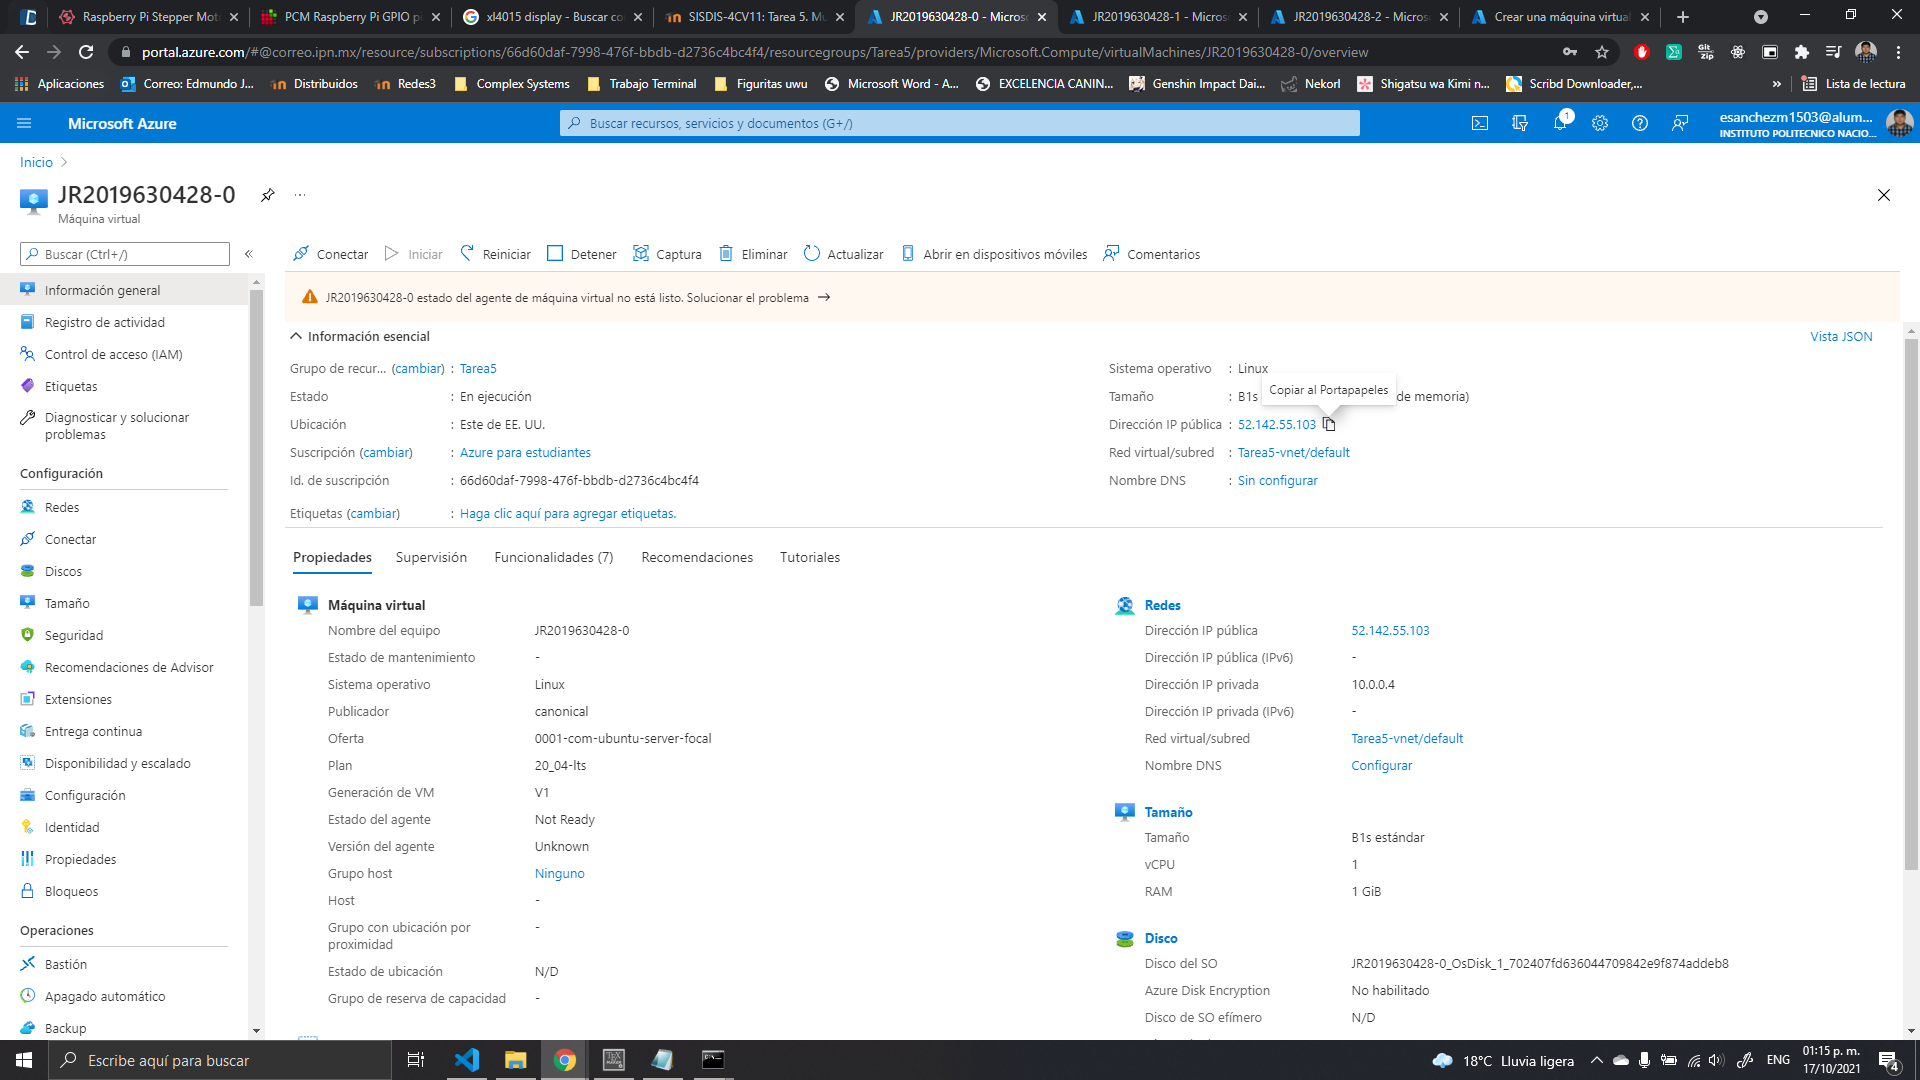 Raspberry Pi Stepper Mot
PCM Raspberry Pi GPIO pi
xl4015 display - Buscar co
SISDIS-4CV11: Tarea 5. Mu
JR2019630428-0 - Micros
JR2019630428-1 - Micros
JR2019630428-2 - Micros
Crear una máquina virtual
portal.azure.com/#@correo.ipn.mx/resource/subscriptions/66d60daf-7998-476f-bbdb-d2736c4bc4f4/resourcegroups/Tarea5/providers/Microsoft.Compute/virtualMachines/JR2019630428-0/overview
Aplicaciones
Correo: Edmundo J...
Distribuidos
Redes3
Complex Systems
Trabajo Terminal
Figuritas uwu
Microsoft Word - A...
EXCELENCIA CANIN...
Genshin Impact Dai...
Nekorl
Shigatsu wa Kimi n...
Scribd Downloader,...
»
Lista de lectura
Microsoft Azure
Buscar recursos, servicios y documentos (G+/)
1
esanchezm1503@alum...
INSTITUTO POLITECNICO NACIO...
Inicio
JR2019630428-0
...
Máquina virtual
Buscar (Ctrl+/)
«
Conectar
Iniciar
Reiniciar
Detener
Captura
Eliminar
Actualizar
Abrir en dispositivos móviles
Comentarios
JR2019630428-0 estado del agente de máquina virtual no está listo. Solucionar el problema →
Información general
Registro de actividad
Control de acceso (IAM)
Etiquetas
Diagnosticar y solucionar
problemas
Configuración
Redes
Conectar
Discos
Tamaño
Seguridad
Recomendaciones de Advisor
Extensiones
Entrega continua
Disponibilidad y escalado
Configuración
Identidad
Propiedades
Bloqueos
Operaciones
Bastión
Apagado automático
Backup
Información esencial
Vista JSON
Grupo de recur... (cambiar) : Tarea5
Estado : En ejecución
Ubicación : Este de EE. UU.
Suscripción (cambiar) : Azure para estudiantes
Id. de suscripción : 66d60daf-7998-476f-bbdb-d2736c4bc4f4
Etiquetas (cambiar) : Haga clic aquí para agregar etiquetas.
Sistema operativo : Linux
Copiar al Portapapeles
Tamaño : B1s de memoria)
Dirección IP pública : 52.142.55.103
Red virtual/subred : Tarea5-vnet/default
Nombre DNS : Sin configurar
Propiedades
Supervisión
Funcionalidades (7)
Recomendaciones
Tutoriales
Máquina virtual
Nombre del equipo JR2019630428-0
Estado de mantenimiento -
Sistema operativo Linux
Publicador canonical
Oferta 0001-com-ubuntu-server-focal
Plan 20_04-lts
Generación de VM V1
Estado del agente Not Ready
Versión del agente Unknown
Grupo host Ninguno
Host -
Grupo con ubicación por -
proximidad
Estado de ubicación N/D
Grupo de reserva de capacidad -
Redes
Dirección IP pública 52.142.55.103
Dirección IP pública (IPv6) -
Dirección IP privada 10.0.0.4
Dirección IP privada (IPv6) -
Red virtual/subred Tarea5-vnet/default
Nombre DNS Configurar
Tamaño
Tamaño B1s estándar
vCPU 1
RAM 1 GiB
Disco
Disco del SO JR2019630428-0_OsDisk_1_702407fd636044709842e9f874addeb8
Azure Disk Encryption No habilitado
Disco de SO efímero N/D
Escribe aquí para buscar
18°C Lluvia ligera
ENG
01:15 p. m.
17/10/2021
4